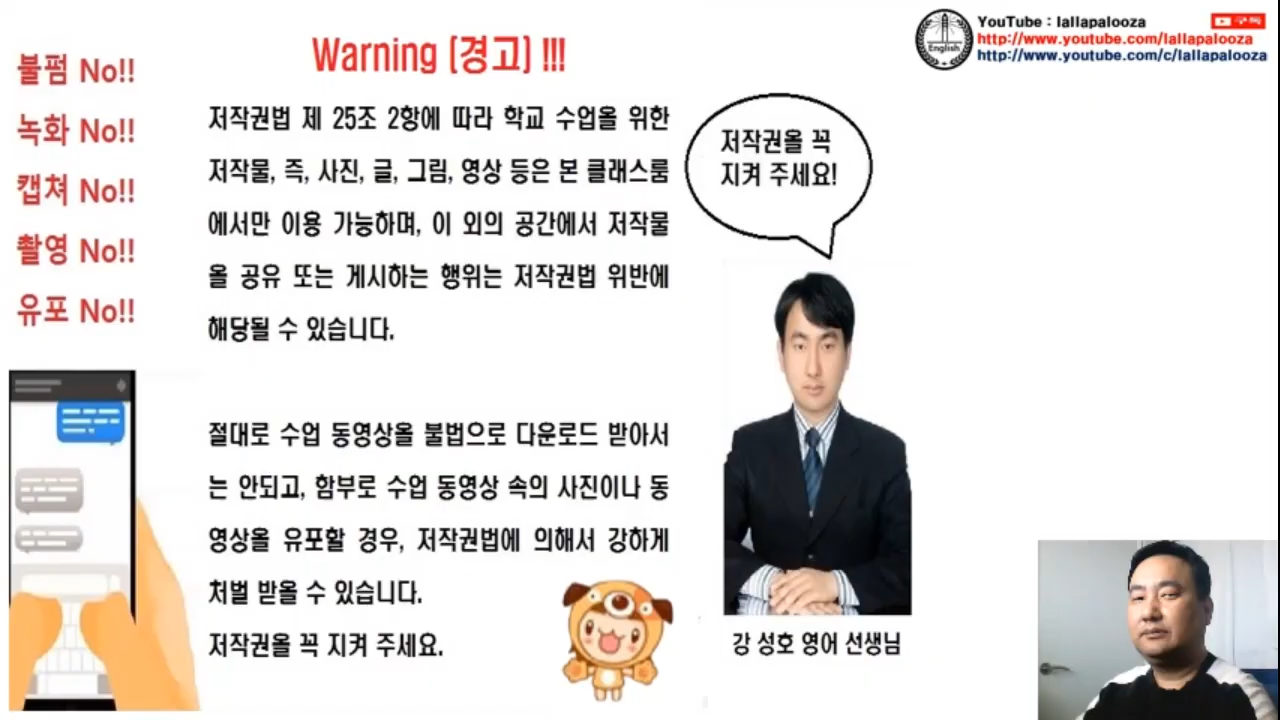 불펌 No!!
녹화 No!!
캡쳐 No!!
촬영 No!!
유포 No!!
Warning (경고) !!!
저작권법 제 25조 2항에 따라 학교 수업을 위한
저작물, 즉, 사진, 글, 그림, 영상 등은 본 클래스룸
에서만 이용 가능하며, 이 외의 공간에서 저작물
을 공유 또는 게시하는 행위는 저작권법 위반에
해당될 수 있습니다.
절대로 수업 동영상을 불법으로 다운로드 받아서
는 안되고, 함부로 수업 동영상 속의 사진이나 동
영상을 유포할 경우, 저작권법에 의해서 강하게
처벌 받을 수 있습니다.
저작권을 꼭 지켜 주세요.
저작권을 꼭
지켜 주세요!
강 성호 영어 선생님
English
YouTube : lallapalooza
구독
http://www.youtube.com/lallapalooza
http://www.youtube.com/c/lallapalooza